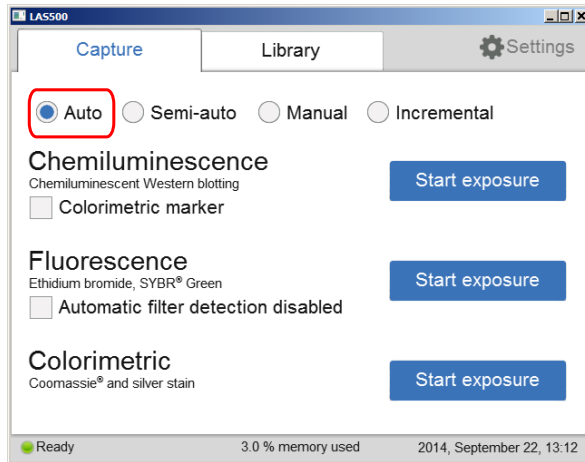 LAS500
Capture Library Settings
Auto Semi-auto Manual Incremental
Chemiluminescence
Chemiluminescent Western blotting
Start exposure
Colorimetric marker
Fluorescence
Ethidium bromide, SYBR® Green
Start exposure
Automatic filter detection disabled
Colorimetric
Coomassie® and silver stain
Start exposure
Ready 3.0 % memory used 2014, September 22, 13:12